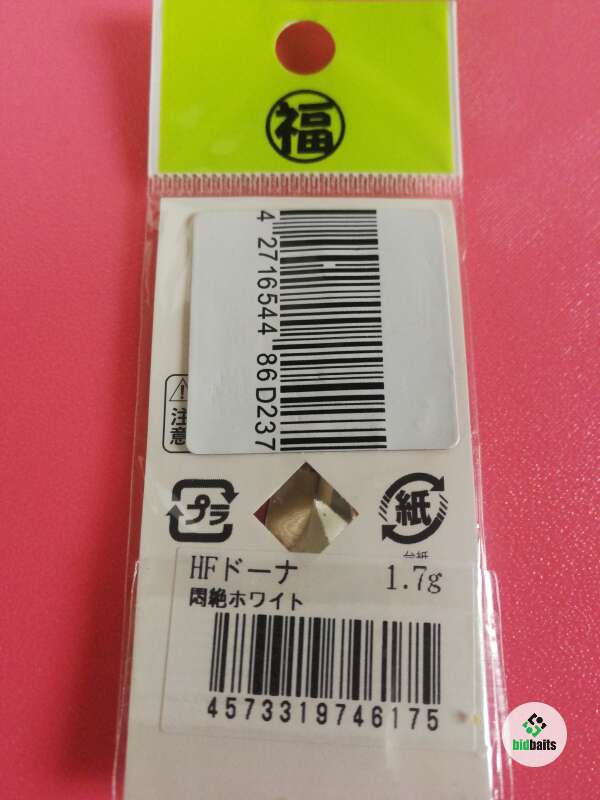 福
4 2716544 86D237
注
意
プラ
紙
台紙
HFドーナ 1.7g
悶絶ホワイト
4573319746175
bidbaits